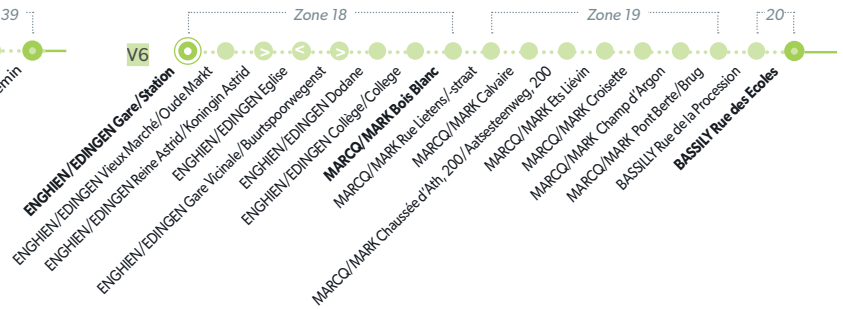 39
Zone 18
Zone 19
20
V6
> < >
emin
ENGHIEN/EDINGEN Gare/Station
ENGHIEN/EDINGEN Vieux Marché/Oude Markt
ENGHIEN/EDINGEN Reine Astrid/Koningin Astrid
ENGHIEN/EDINGEN Eglise
ENGHIEN/EDINGEN Gare Vicinale/Buurtspoorwegenst
ENGHIEN/EDINGEN Dodane
ENGHIEN/EDINGEN Collège/College
MARCQ/MARK Bois Blanc
MARCQ/MARK Rue Lietens/-straat
MARCQ/MARK Calvaire
MARCQ/MARK Chaussée d'Ath, 200/Aatsesteenweg, 200
MARCQ/MARK Ets Liévin
MARCQ/MARK Croisette
MARCQ/MARK Champ d'Argon
MARCQ/MARK Pont Berte/Brug
BASSILY Rue de la Procession
BASSILY Rue des Ecoles